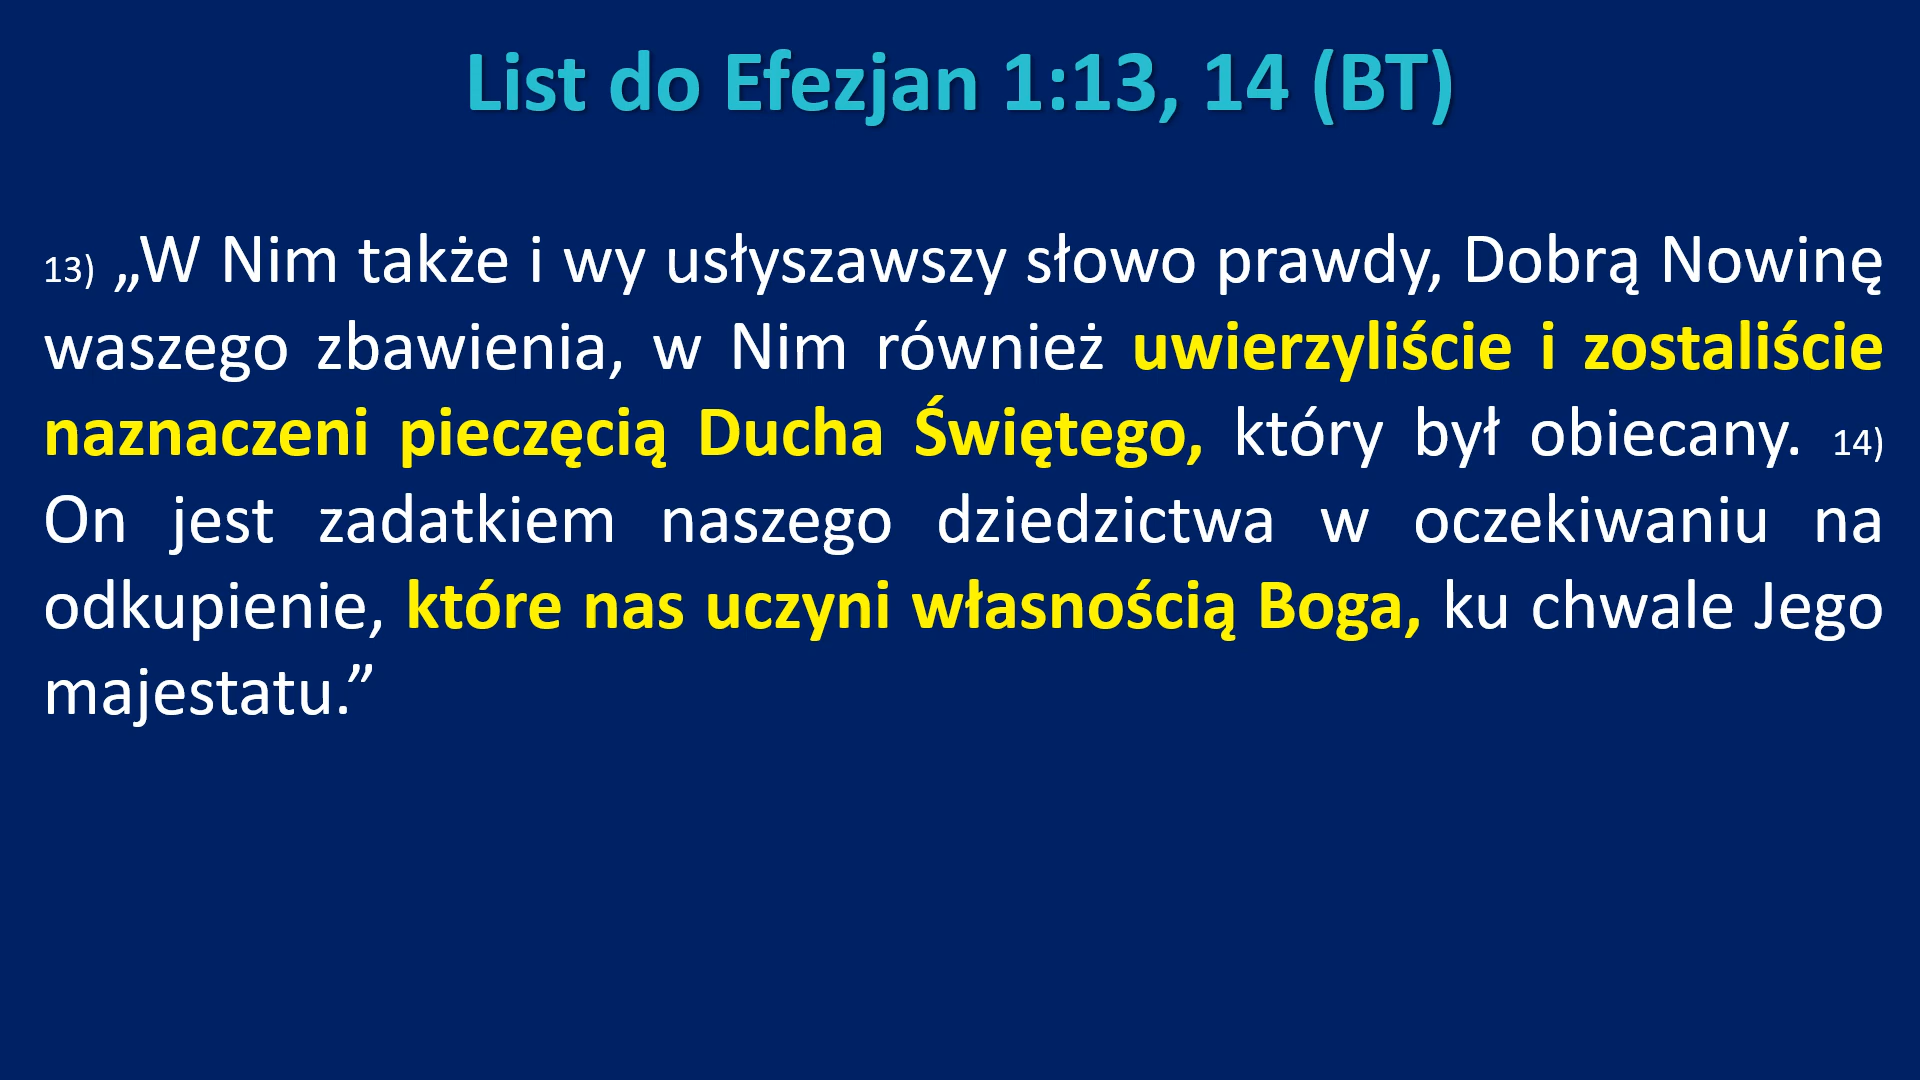 List do Efezjan 1:13, 14 (BT)
13) „W Nim także i wy usłyszawszy słowo prawdy, Dobrą Nowinę
waszego zbawienia, w Nim również uwierzyliście i zostaliście
naznaczeni pieczęcią Ducha Świętego, który był obiecany. 14)
On jest zadatkiem naszego dziedzictwa w oczekiwaniu na
odkupienie, które nas uczyni własnością Boga, ku chwale Jego
majestatu.”